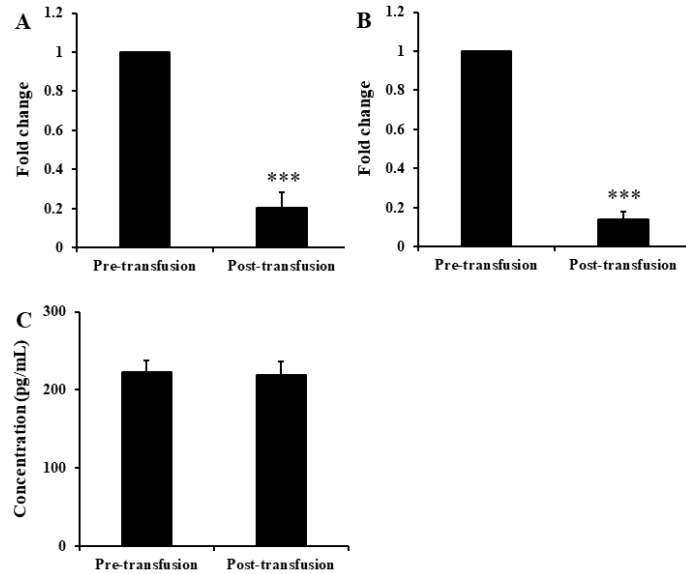 A
Fold change
1.2
1
0.8
0.6
0.4
0.2
0
***
Pre-transfusion
Post-transfusion
B
Fold change
1.2
1
0.8
0.6
0.4
0.2
0
***
Pre-transfusion
Post-transfusion
C
Concentration (pg/mL)
300
200
100
0
Pre-transfusion
Post-transfusion